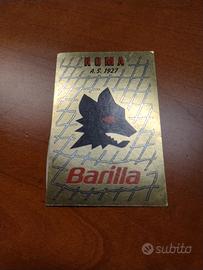 ROMA
A.S. 1927
Barilla
subito